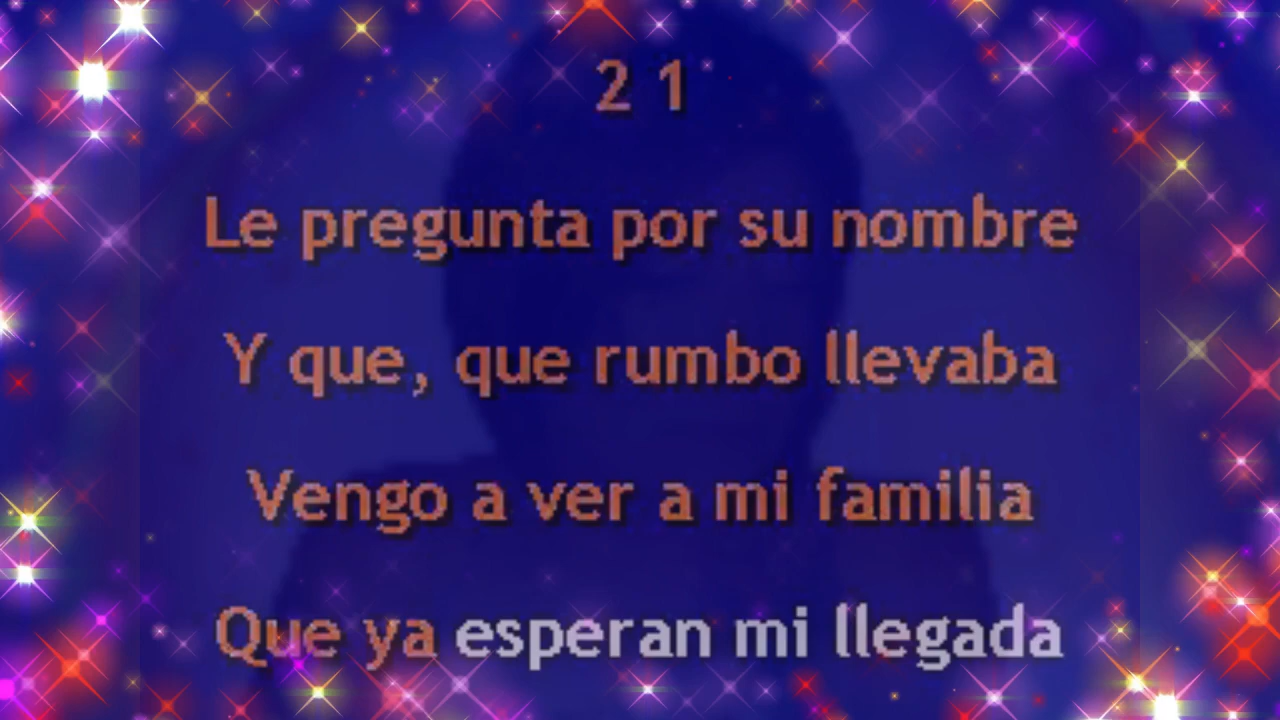 2 1
Le pregunta por su nombre
Y que, que rumbo llevaba
Vengo a ver a mi familia
Que ya esperan mi llegada